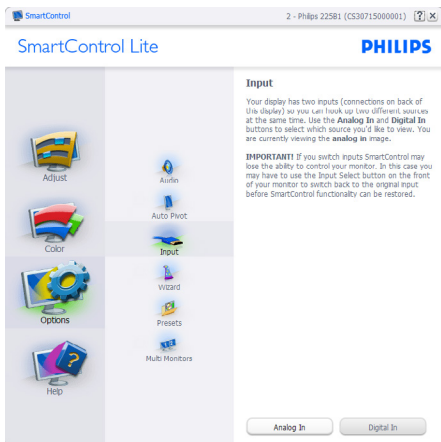 SmartControl
2 - Philips 225B1 (CS30715000001)
SmartControl Lite
PHILIPS
Adjust
Color
Options
Help
Audio
Auto Pivot
Input
Wizard
Presets
Multi Monitors
Input
Your display has two inputs (connections on back of
this display) so you can hook up two different sources
at the same time. Use the Analog In and Digital In
buttons to select which source you'd like to view. You
are currently viewing the analog in image.
IMPORTANT! If you switch inputs SmartControl may
lose the ability to control your monitor. In this case you
may have to use the Input Select button on the front
of your monitor to switch back to the original input
before SmartControl functionality can be restored.
Analog In
Digital In